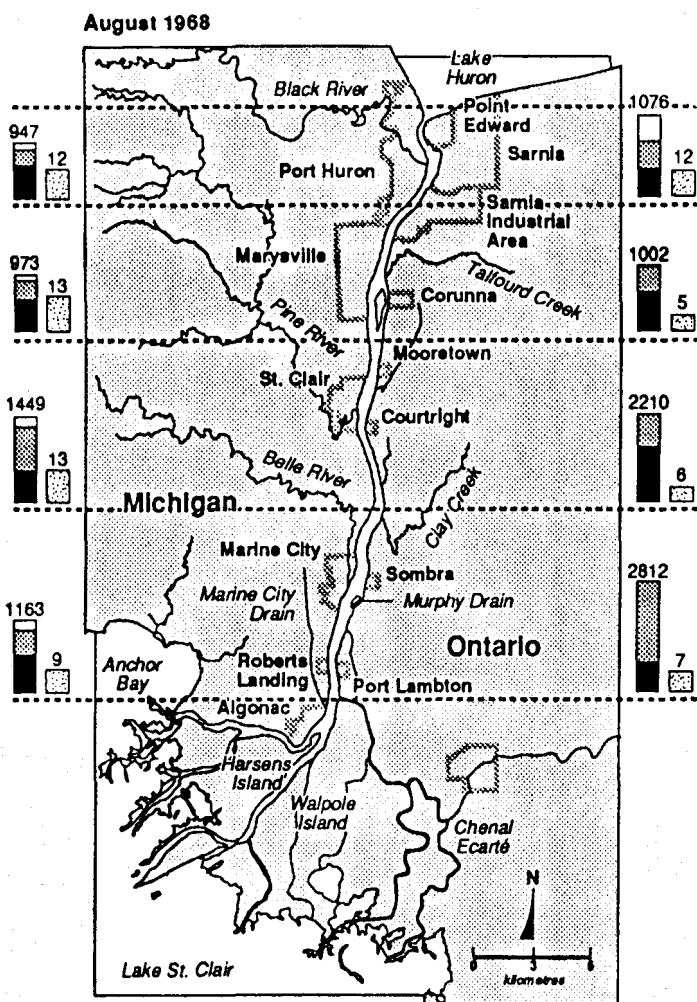 August 1968
Lake
Huron
Black River
Point
Edward
Sarnia
947
12
1076
12
Port Huron
Sarnia
Industrial
Area
Marysville
973
13
1002
5
Talfourd Creek
Corunna
Pine River
Mooretown
St. Clair
1449
13
2210
6
Courtright
Belle River
Clay Creek
Michigan
Marine City
Sombra
Marine City
Drain
Murphy Drain
2812
7
1163
9
Ontario
Anchor
Bay
Roberts
Landing
Port Lambton
Algonac
Harsens
Island
Walpole
Island
Chenal
Ecarté
N
0
3
6
kilometres
Lake St. Clair